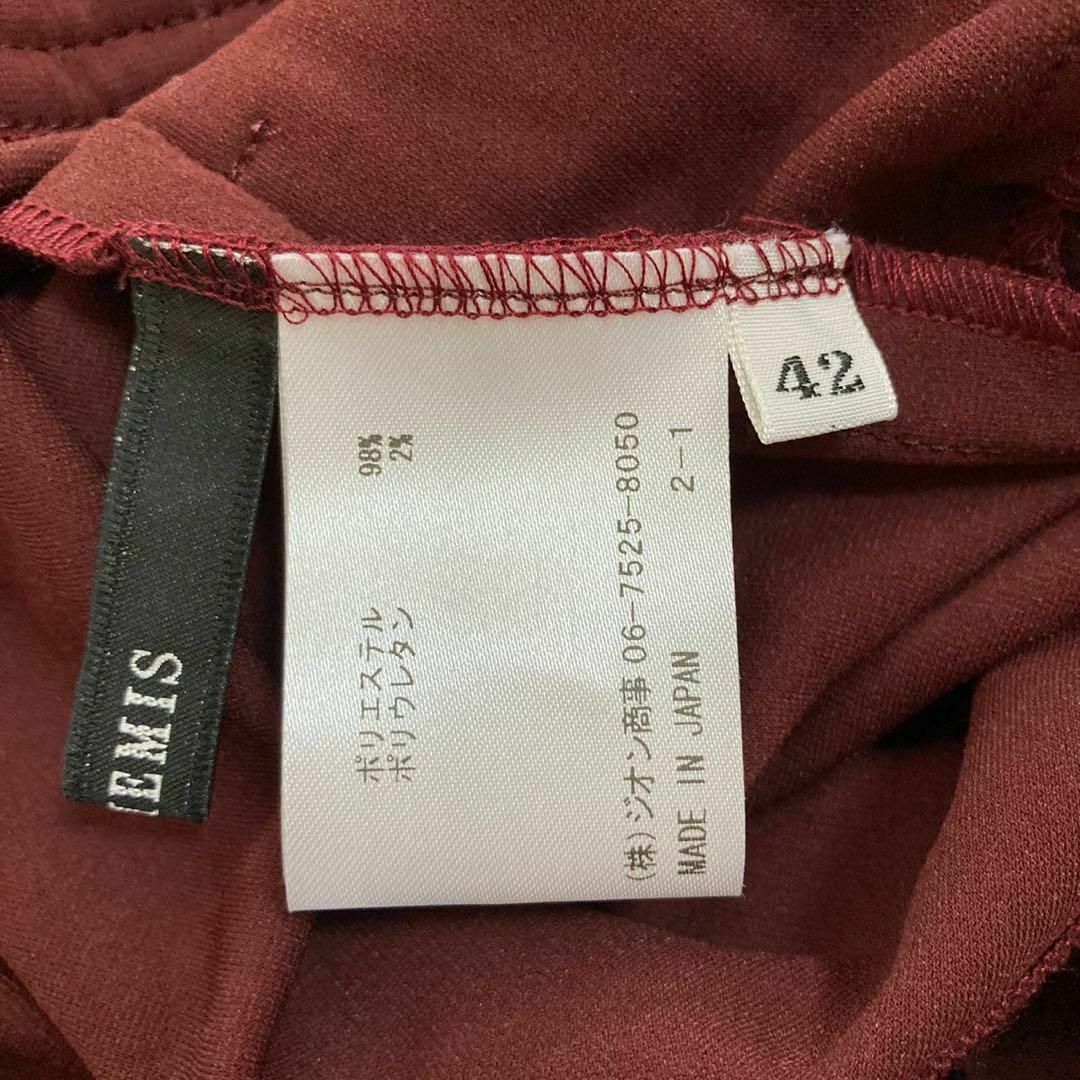 EMIS
ポリエステル 98%
ポリウレタン 2%
(株)ジオン商事 06-7525-8050
MADE IN JAPAN 2-1
42